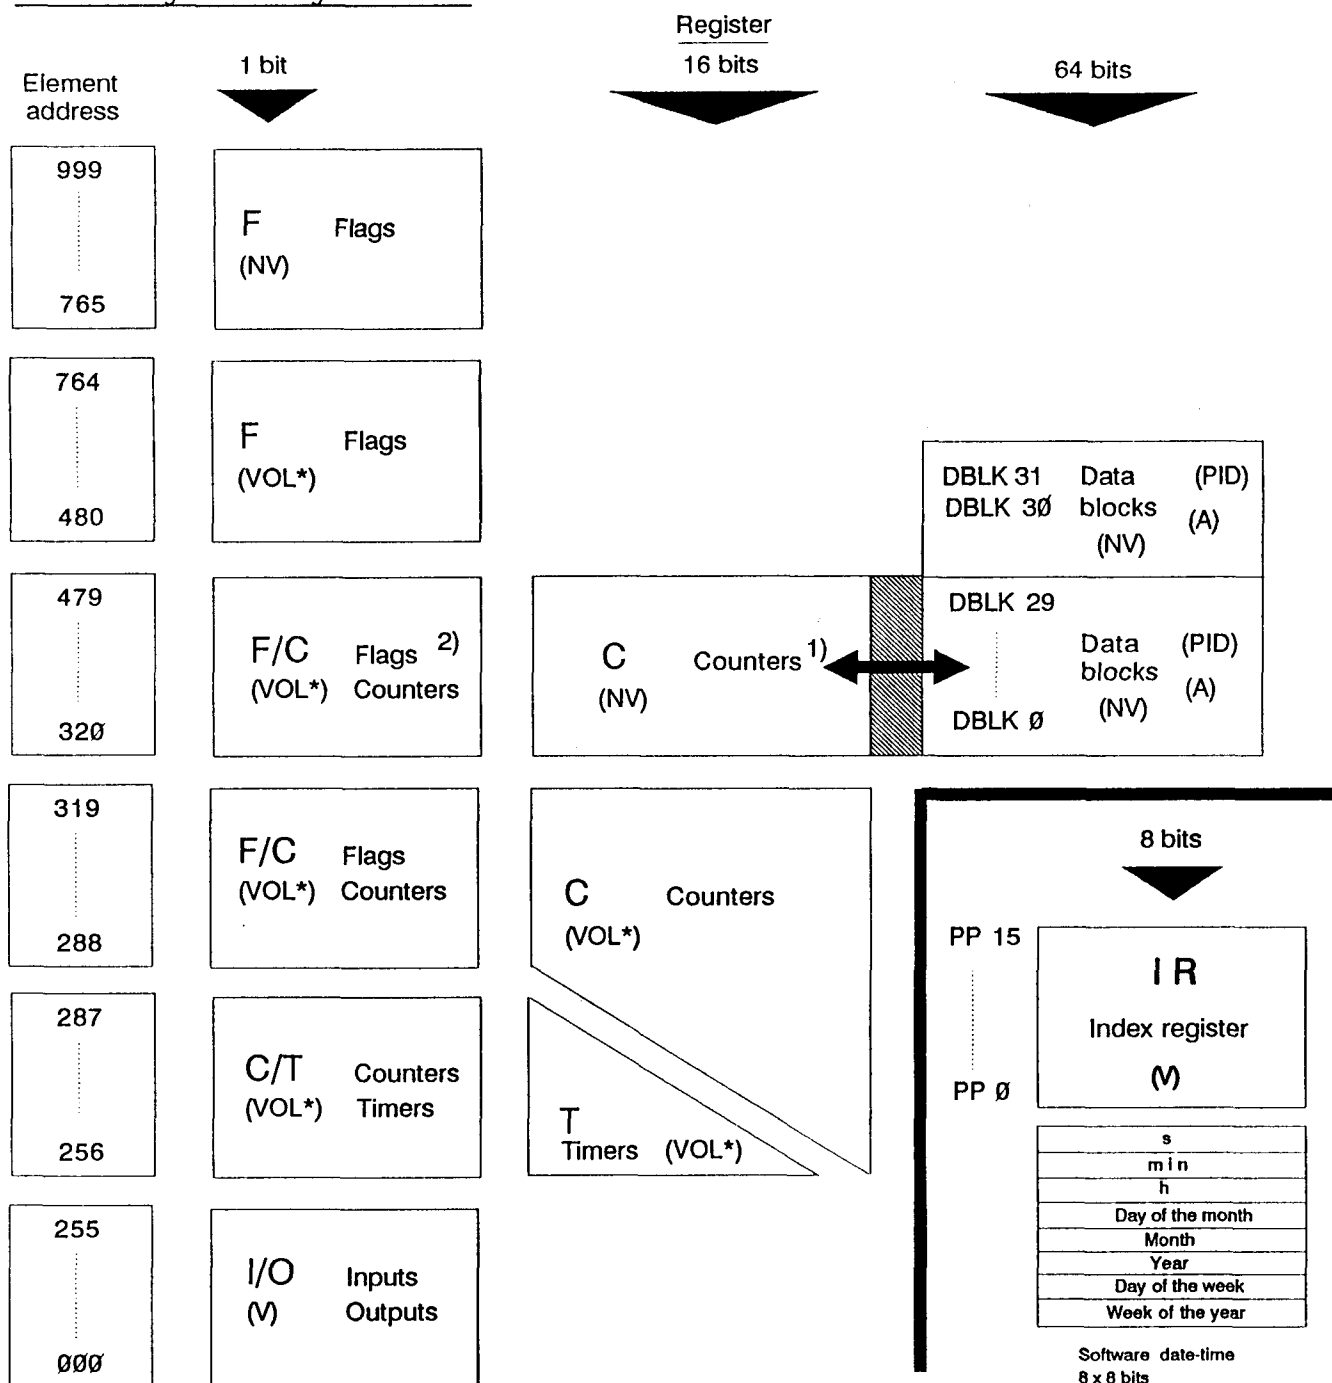 Register
1 bit
16 bits
64 bits
Element
address
999
765
F Flags
(NV)
764
480
F Flags
(VOL*)
DBLK 31 Data (PID)
DBLK 3Ø blocks (A)
(NV)
479
32Ø
F/C Flags 2)
(VOL*) Counters
C Counters 1)
(NV)
DBLK 29
Data (PID)
blocks (A)
(NV)
DBLK Ø
319
288
F/C Flags
(VOL*) Counters
C Counters
(VOL*)
8 bits
PP 15
PP Ø
I R
Index register
(V)
287
256
C/T Counters
(VOL*) Timers
T
Timers (VOL*)
s
min
h
Day of the month
Month
Year
Day of the week
Week of the year
Software date-time
8 x 8 bits
255
ØØØ
I/O Inputs
(V) Outputs